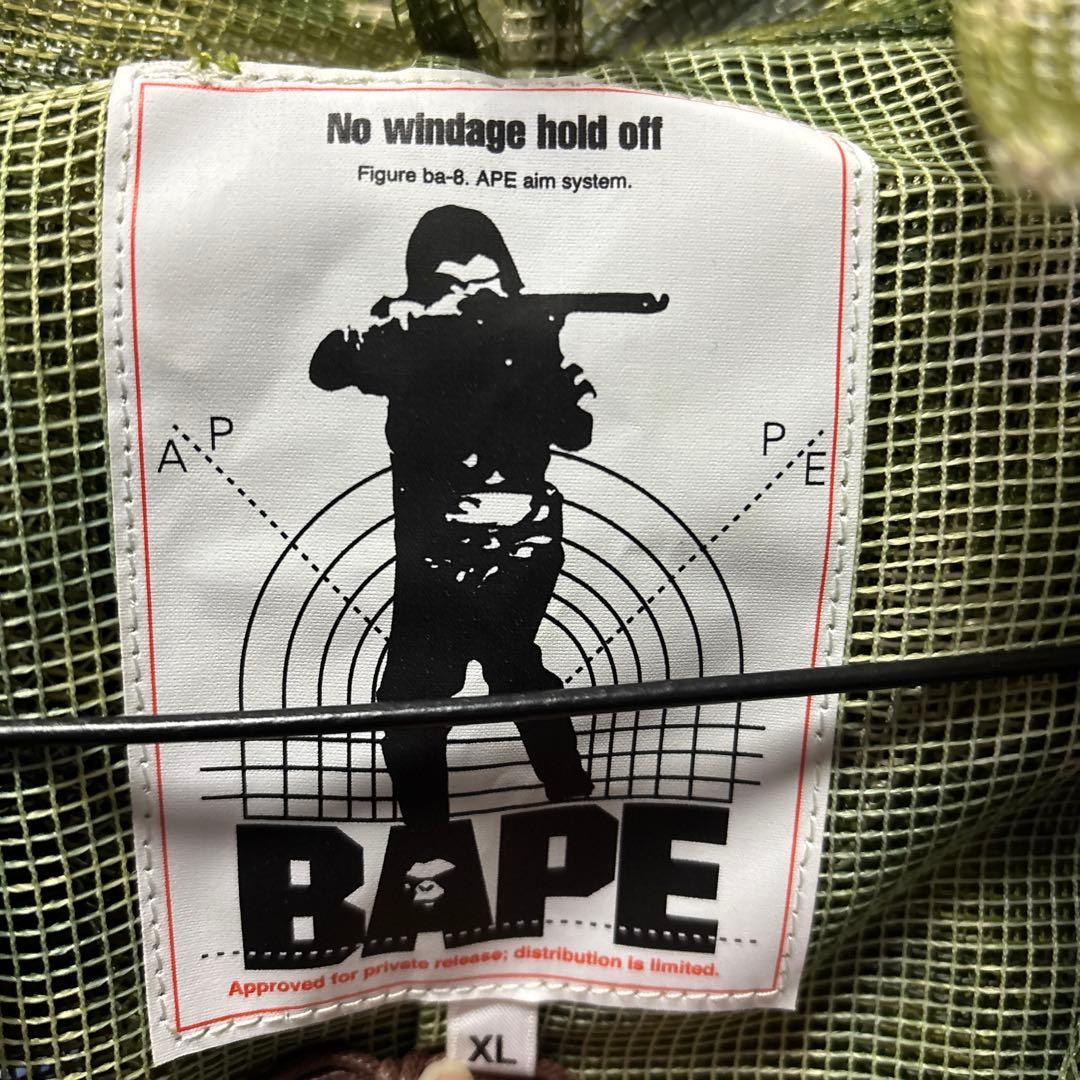 No windage hold off
Figure ba-8. APE aim system.
A P
P E
BAPE
Approved for private release; distribution is limited.
XL